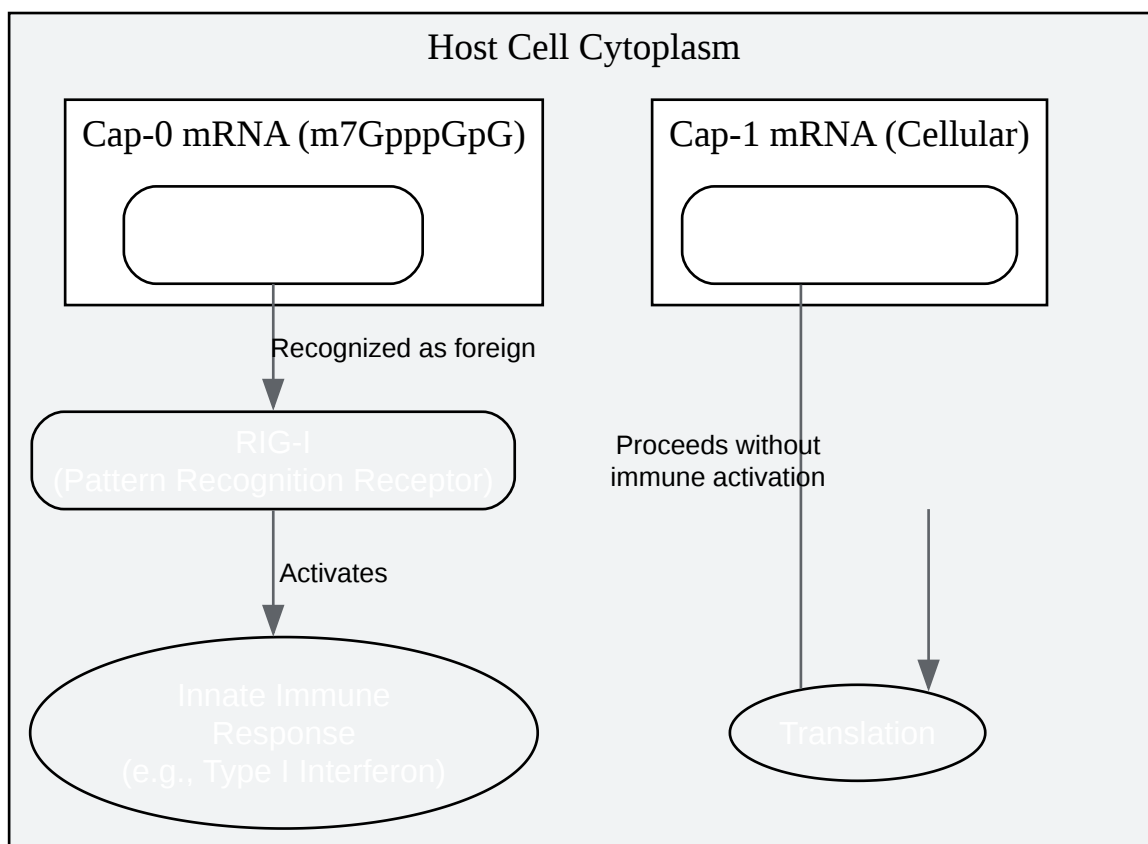 Host Cell Cytoplasm
Cap-0 mRNA (m7GpppGpG)
Cap-1 mRNA (Cellular)
Recognized as foreign
RIG-I
(Pattern Recognition Receptor)
Proceeds without
immune activation
Activates
Innate Immune
Response
(e.g., Type I Interferon)
Translation